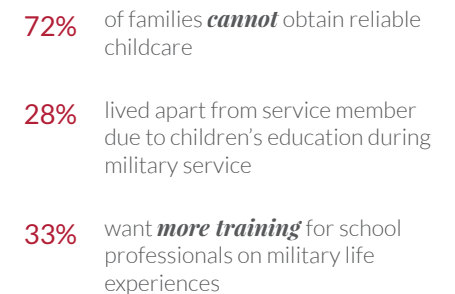 72% of families cannot obtain reliable
childcare
28% lived apart from service member
due to children's education during
military service
33% want more training for school
professionals on military life
experiences